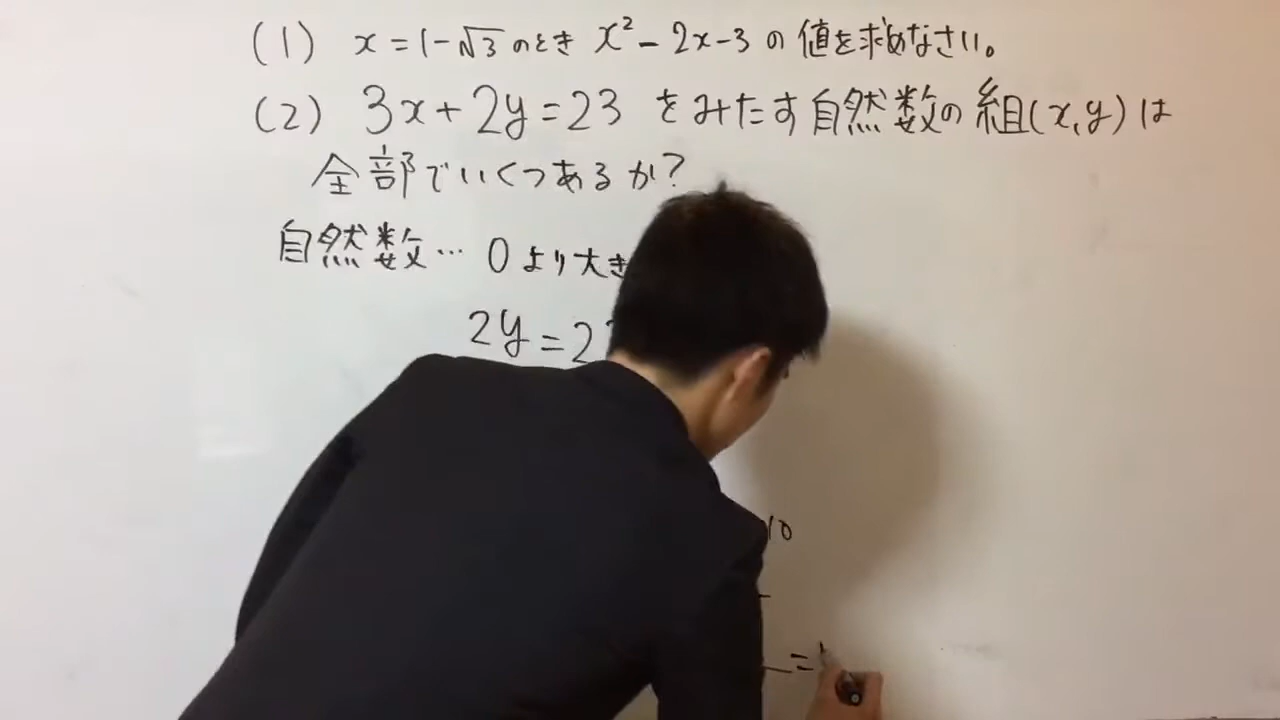 (1) x=1-√3のとき x²-2x-3の値を求めなさい。
(2) 3x+2y=23 をみたす自然数の組(x,y)は
全部でいくつあるか?
自然数… 0より大き
2y=2
10
=